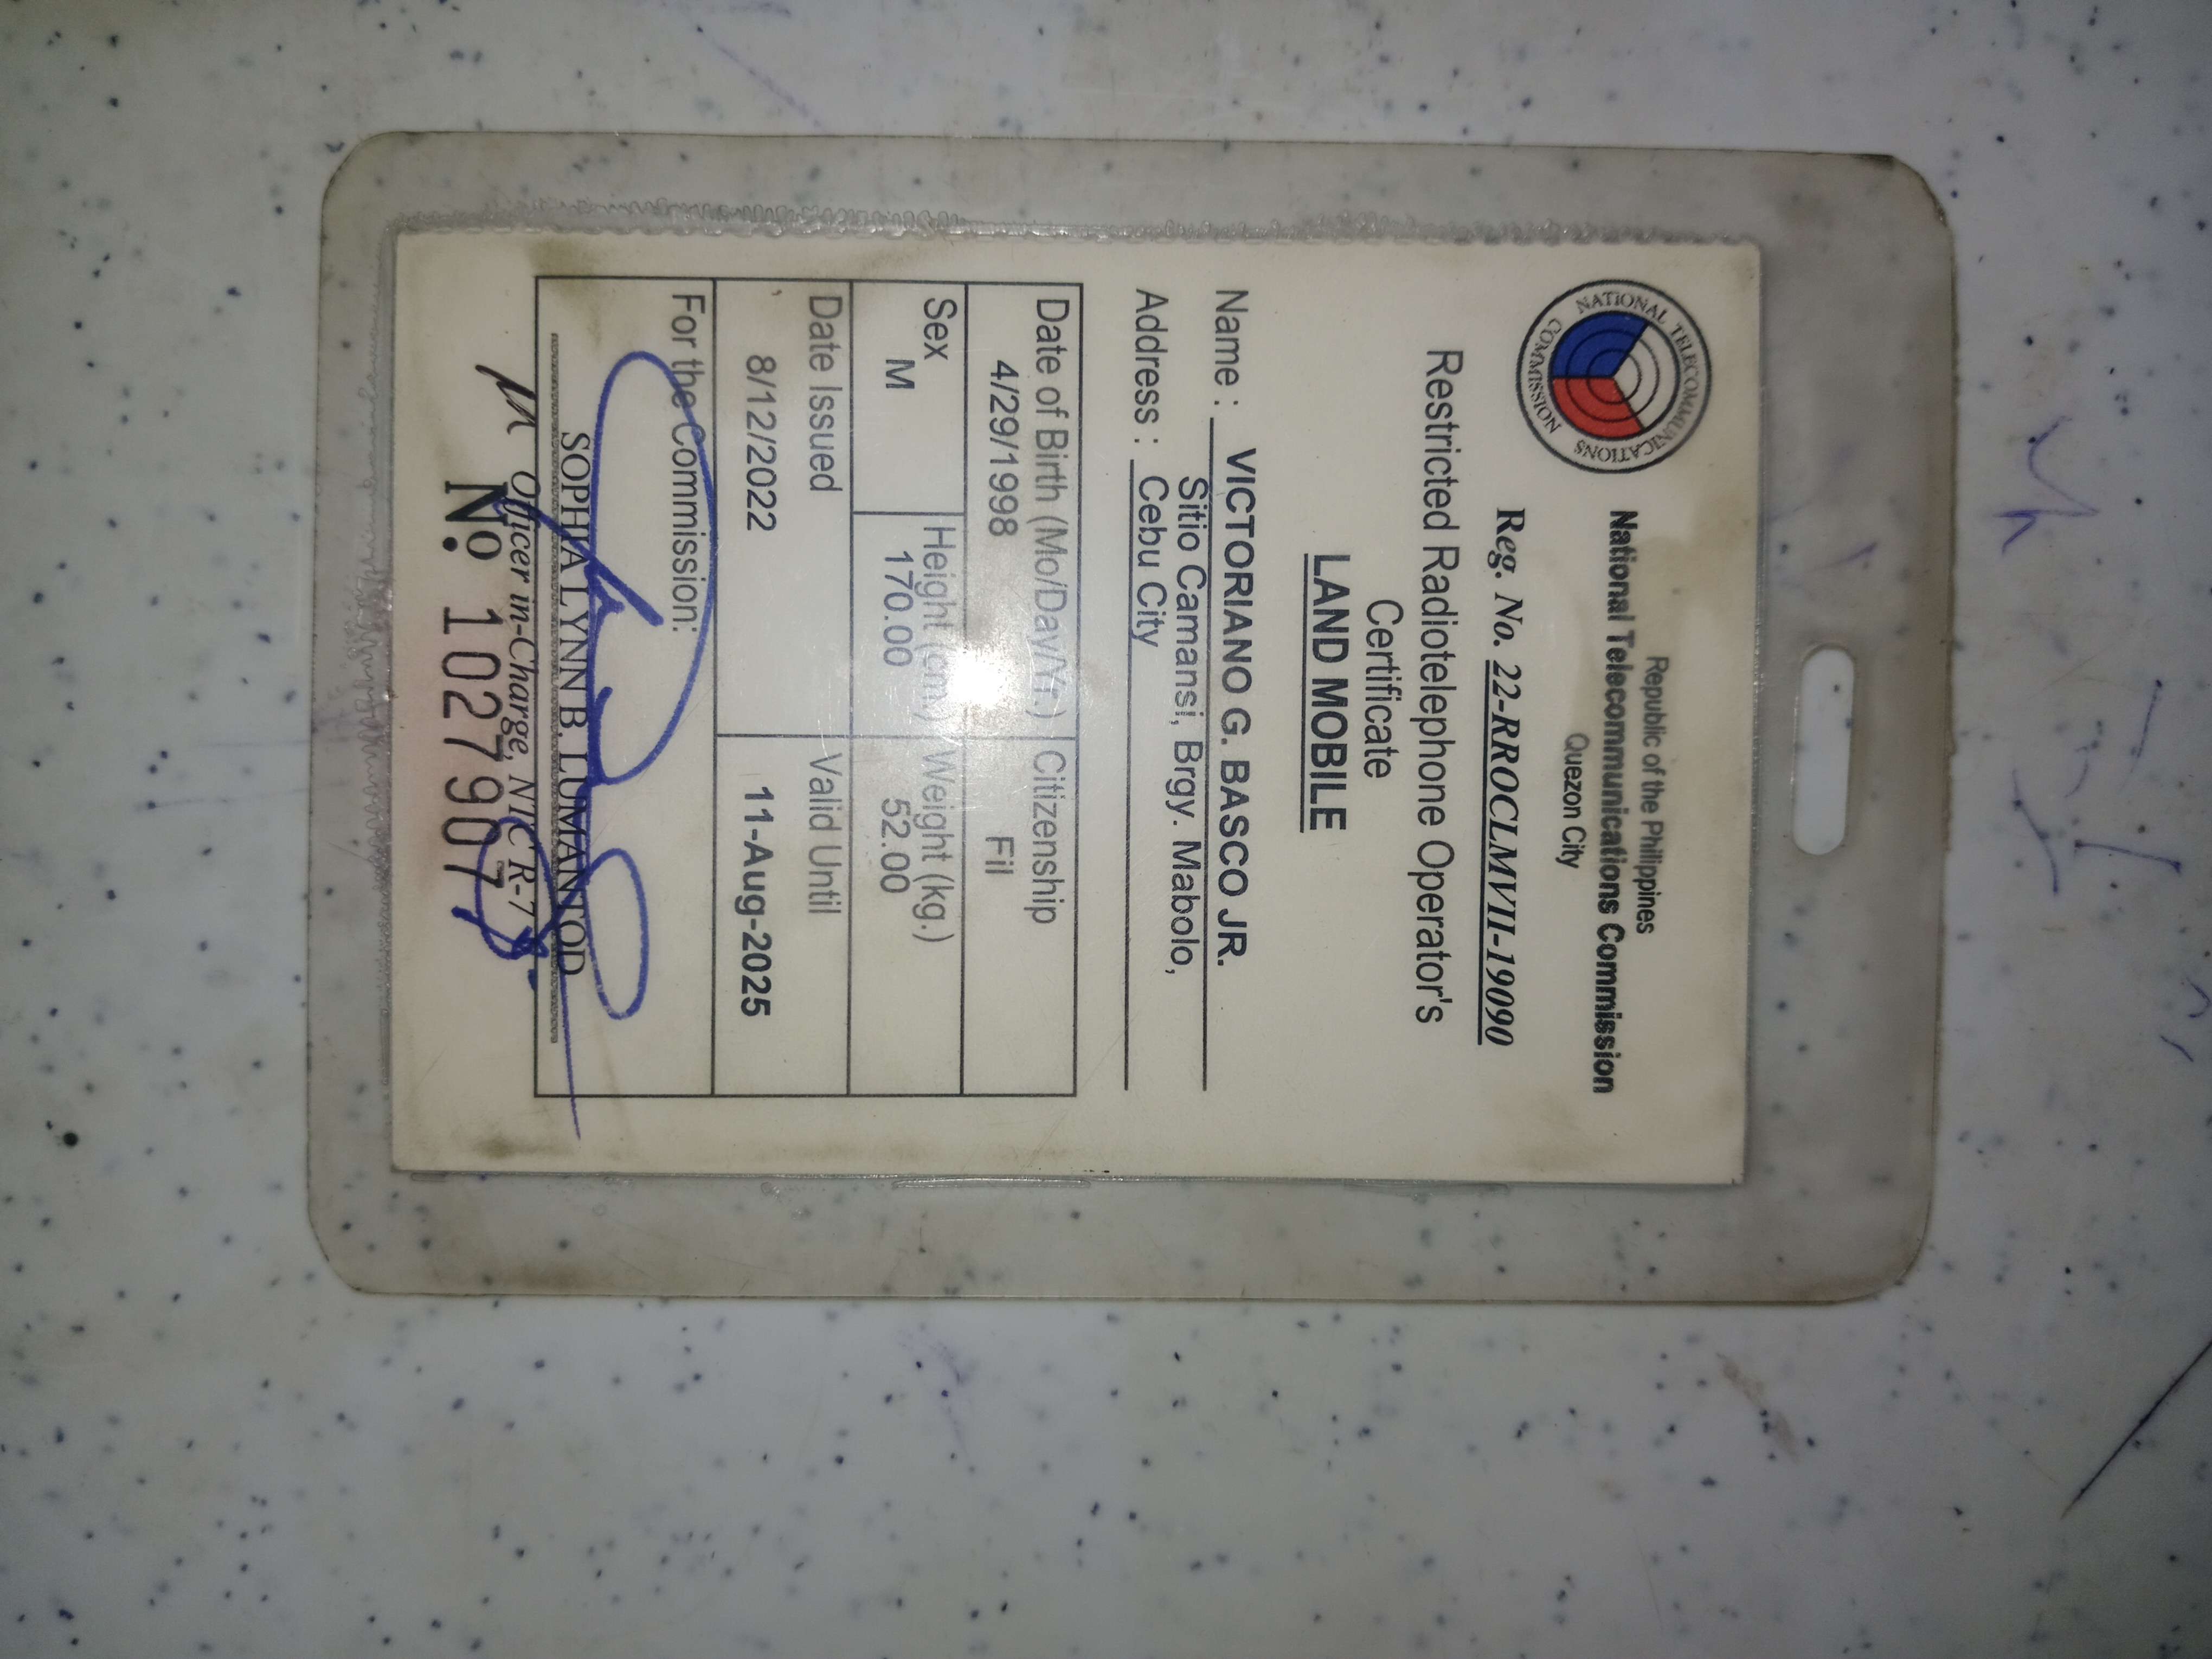 NATIONAL TELECOMMUNICATIONS COMMISSION
Republic of the Philippines
National Telecommunications Commission
Quezon City
Reg. No. 22-RROCLMVII-19090
Restricted Radiotelephone Operator's
Certificate
LAND MOBILE
Name : VICTORIANO G. BASCO JR.
Sitio Camansi, Brgy. Mabolo,
Address : Cebu City
Date of Birth (Mo/Day/Yr.) Citizenship
4/29/1998 Fil
Sex Height (cm.) Weight (kg.)
M 170.00 52.00
Date Issued Valid Until
8/12/2022 11-Aug-2025
For the Commission:
SOPHIA LYNN B. LUMANTOD
Officer in-Charge, NTC R-7
No. 1027907